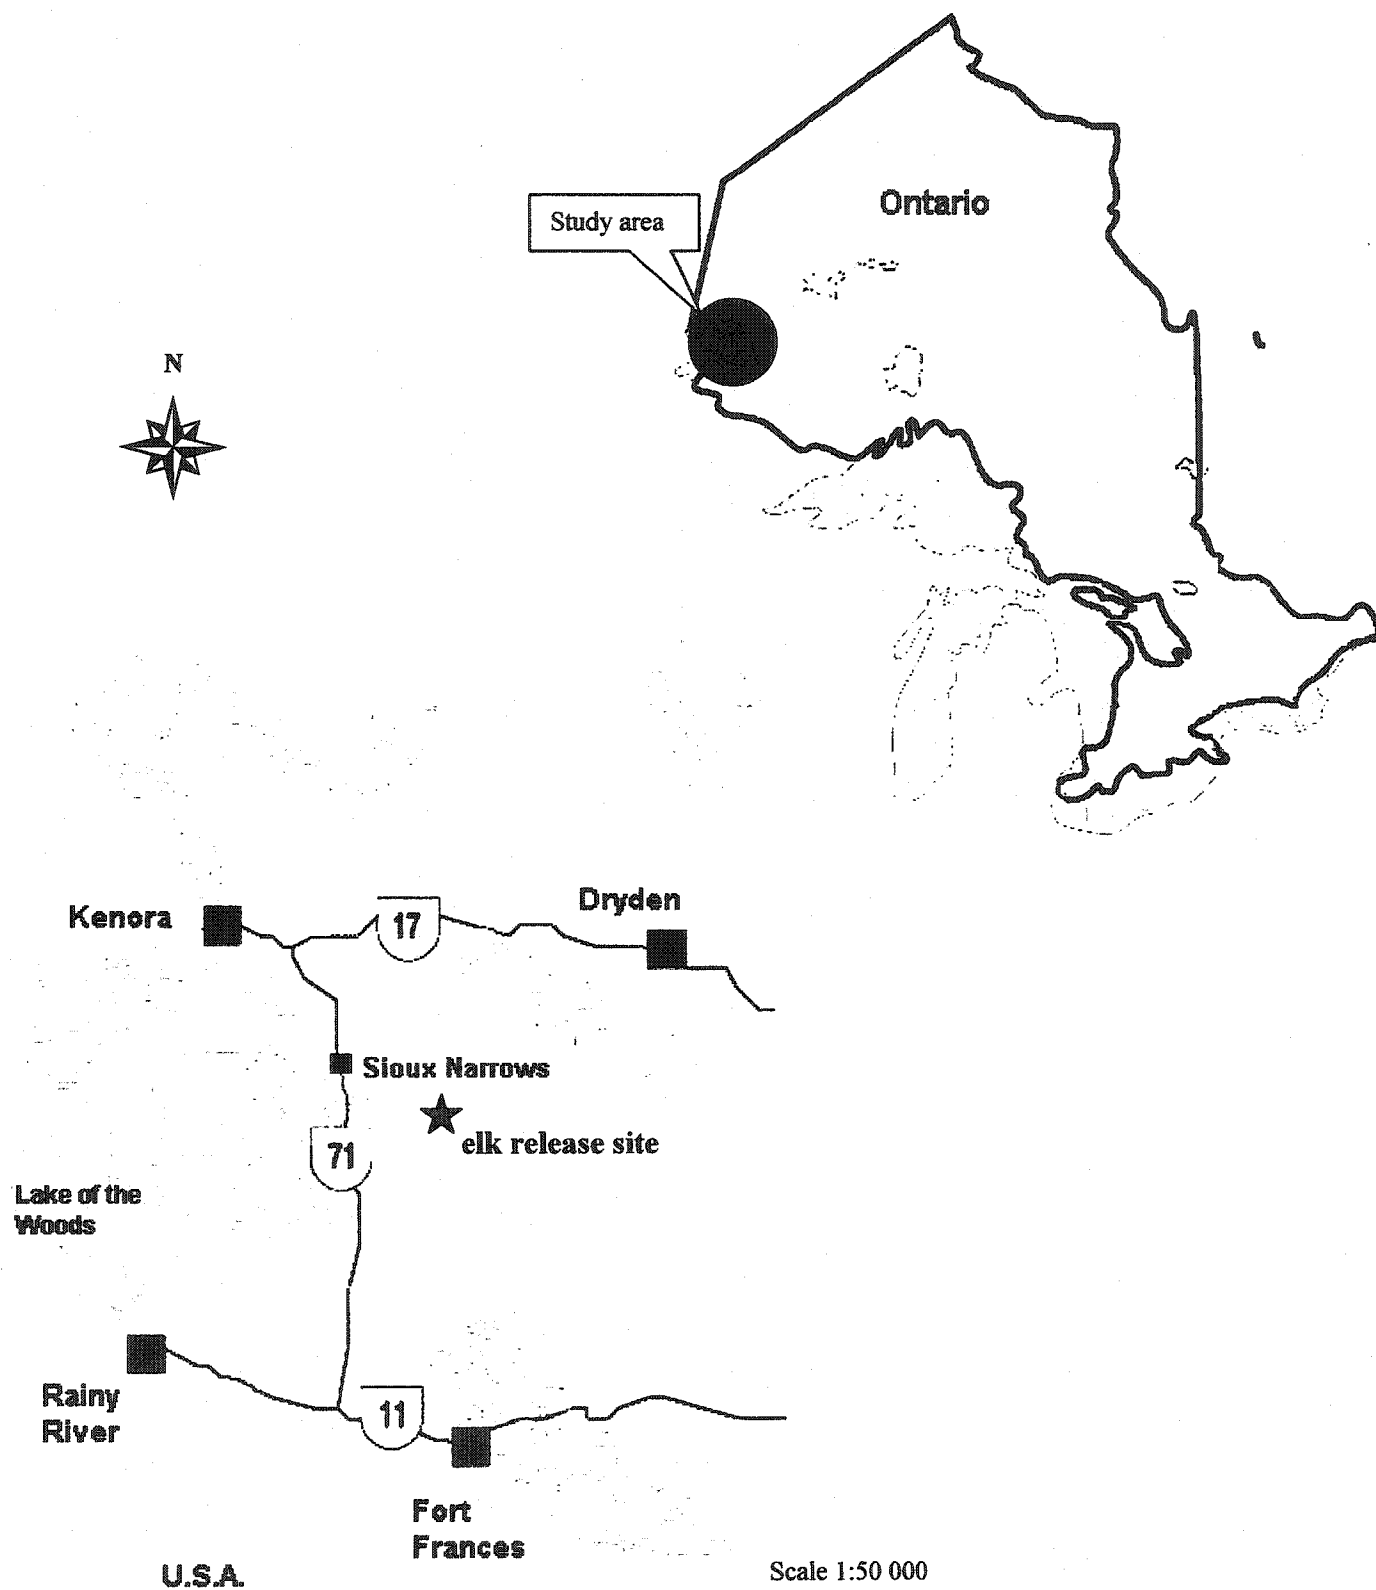 Ontario
Study area
N
Kenora
17
Dryden
Sioux Narrows
elk release site
71
Lake of the
Woods
Rainy
River
11
Fort
Frances
U.S.A.
Scale 1:50 000